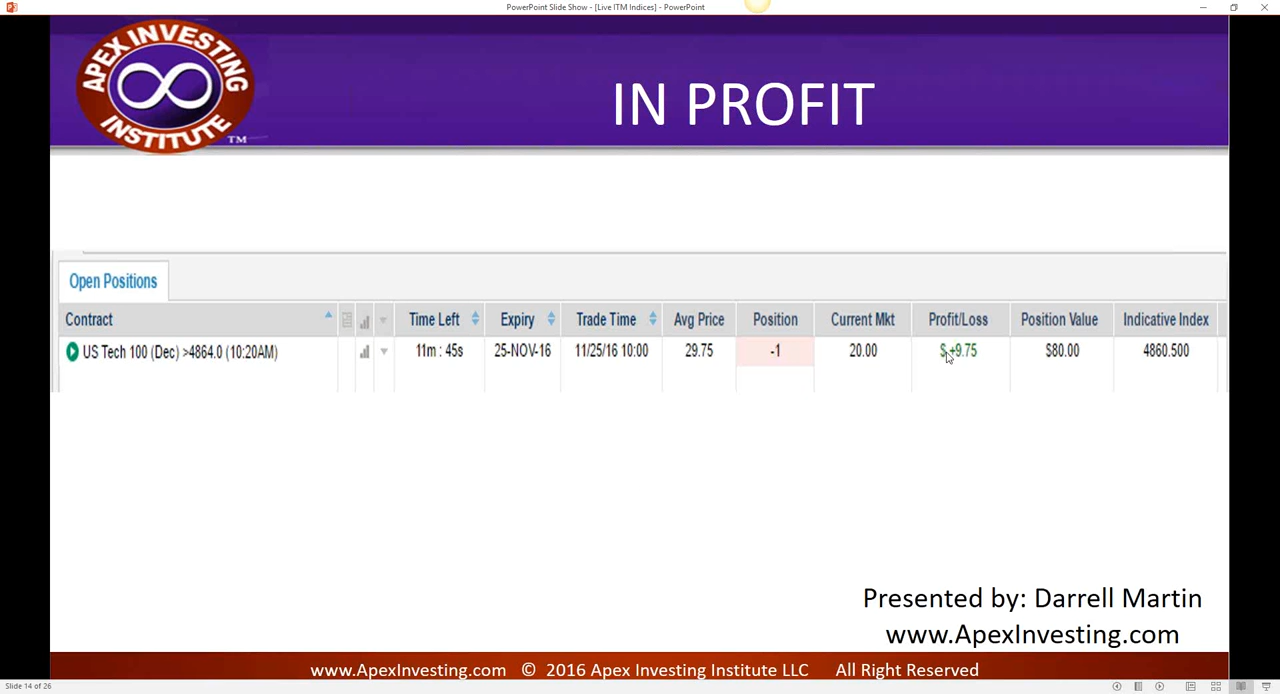 PowerPoint Slide Show - [Live ITM Indices] - PowerPoint
APEX INVESTING
INSTITUTE
TM
IN PROFIT
Open Positions
Contract Time Left Expiry Trade Time Avg Price Position Current Mkt Profit/Loss Position Value Indicative Index
US Tech 100 (Dec) >4864.0 (10:20AM) 11m : 45s 25-NOV-16 11/25/16 10:00 29.75 -1 20.00 $ +9.75 $80.00 4860.500
Presented by: Darrell Martin
www.ApexInvesting.com
www.ApexInvesting.com © 2016 Apex Investing Institute LLC All Right Reserved
Slide 14 of 26